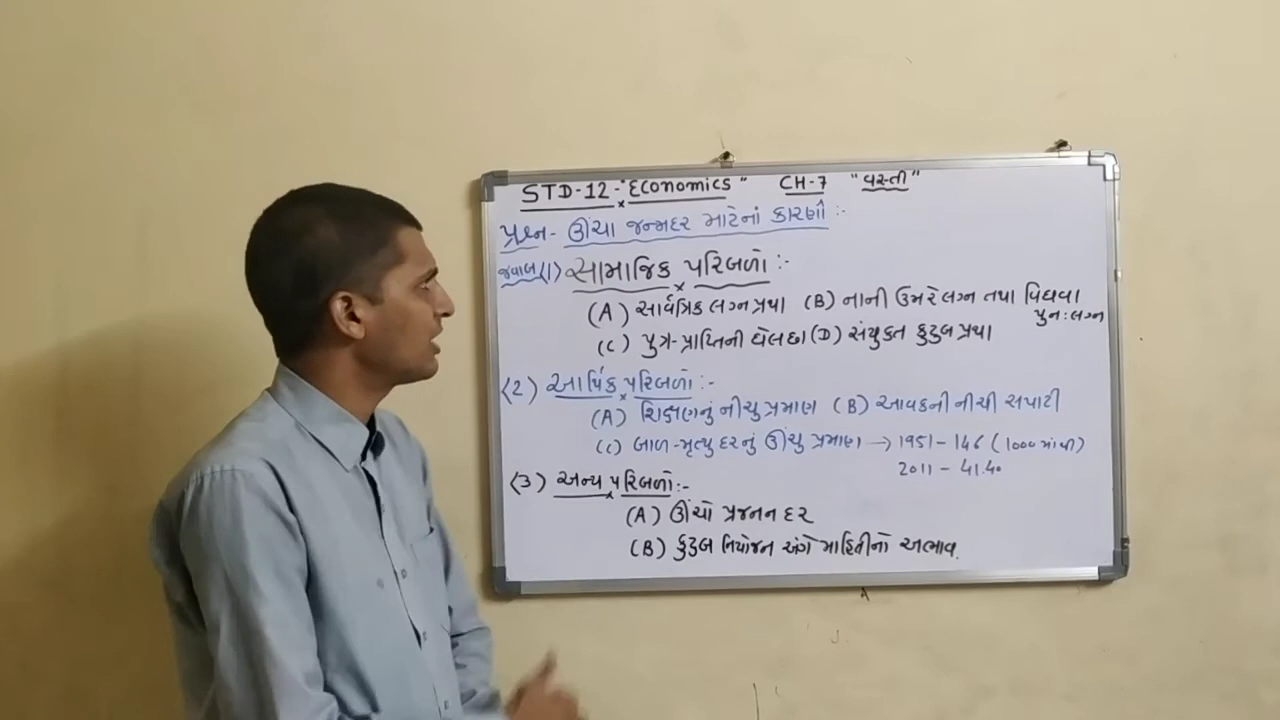 STD-12-"Economics" CH-7 "વસ્તી"
પ્રશ્ન- ઊંચા જન્મદર માટેનાં કારણો :-
જવાબ (1) સામાજિક પરિબળો :-
(A) સાર્વત્રિક લગ્ન પ્રથા (B) નાની ઉંમરે લગ્ન તથા વિધવા
પુનઃલગ્ન
(C) પુત્ર-પ્રાપ્તિની ઘેલછા (D) સંયુક્ત કુટુંબ પ્રથા
(2) આર્થિક પરિબળો :-
(A) શિક્ષણનું નીચુ પ્રમાણ (B) આવકની નીચી સપાટી
(C) બાળ-મૃત્યુ દરનું ઊંચુ પ્રમાણ → 1951-146 (1000 માંથી)
2011 - 41.40
(3) અન્ય પરિબળો :-
(A) ઊંચો પ્રજનન દર
(B) કુટુંબ નિયોજન અંગે માહિતીનો અભાવ.